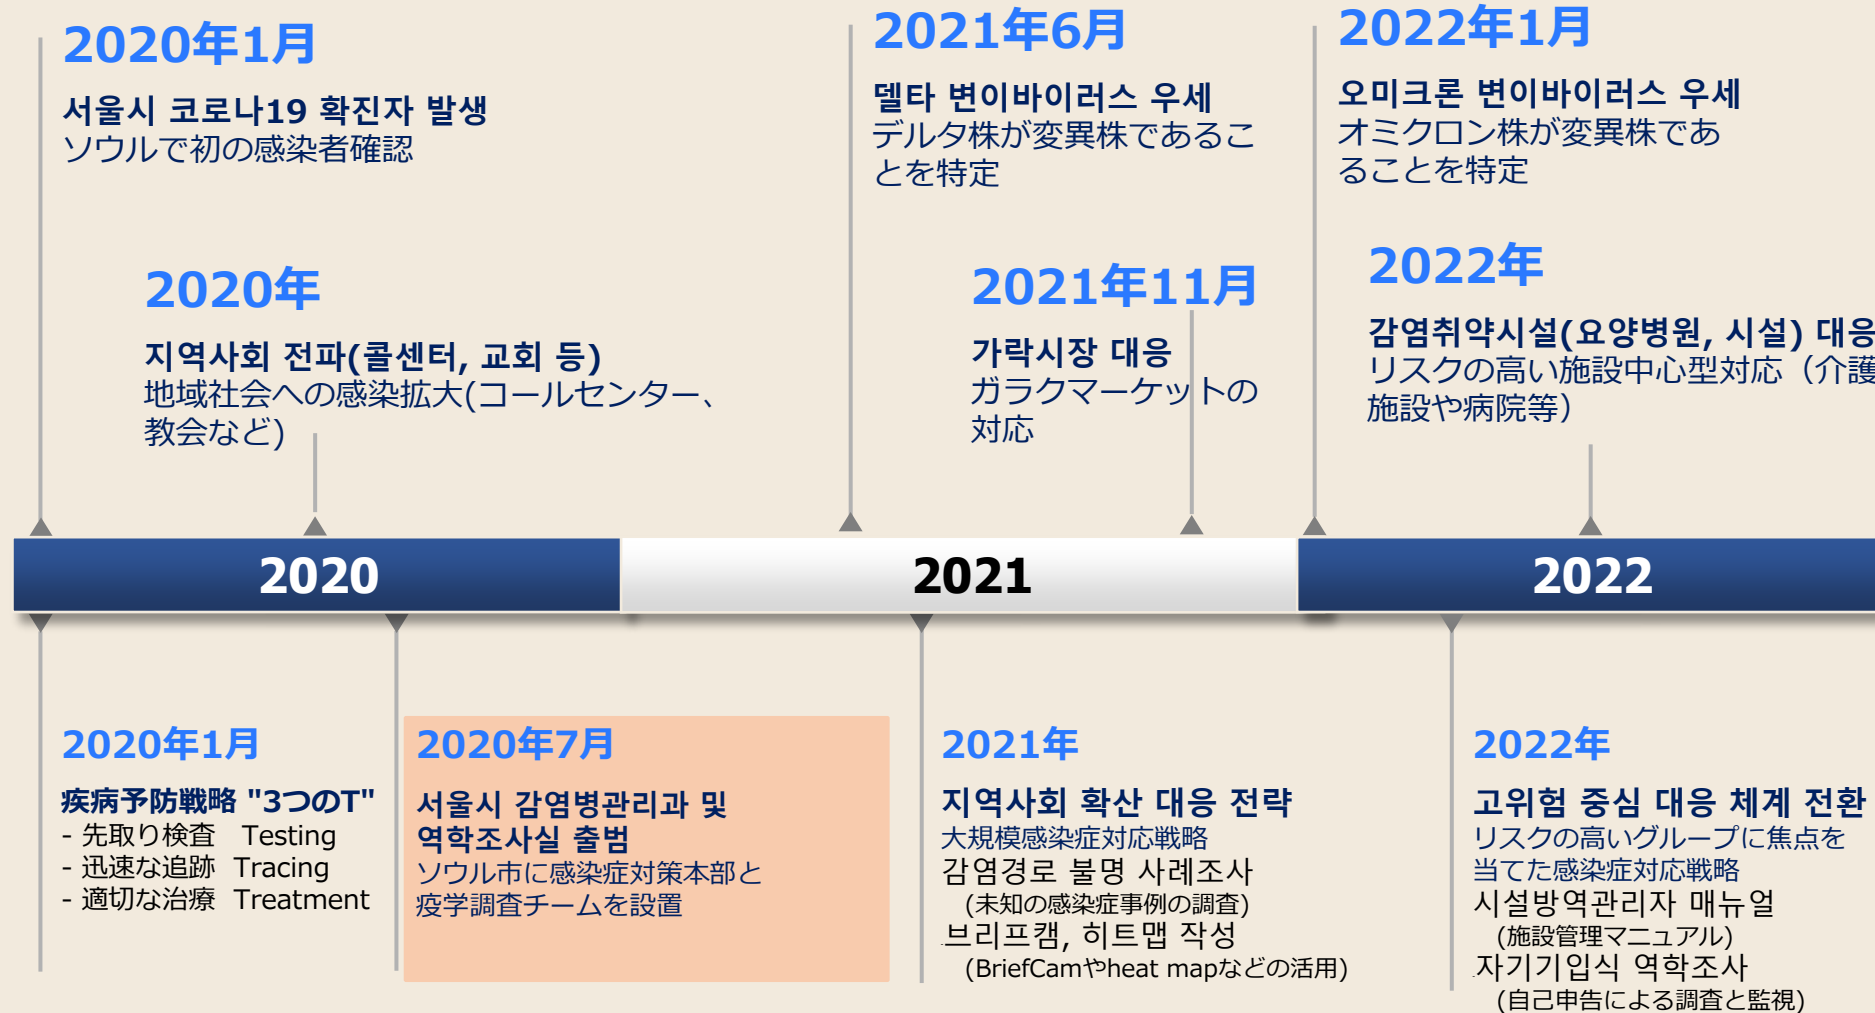 2020年1月
서울시 코로나19 확진자 발생
ソウルで初の感染者確認
2021年6月
델타 변이바이러스 우세
デルタ株が変異株であるこ
とを特定
2022年1月
오미크론 변이바이러스 우세
オミクロン株が変異株であ
ることを特定
2020年
지역사회 전파(콜센터, 교회 등)
地域社会への感染拡大(コールセンター、
教会など)
2021年11月
가락시장 대응
ガラクマーケットの
対応
2022年
감염취약시설(요양병원, 시설) 대응
リスクの高い施設中心型対応（介護
施設や病院等）
2020
2021
2022
2020年1月
疾病予防戦略 "3つのT"
- 先取り検査 Testing
- 迅速な追跡 Tracing
- 適切な治療 Treatment
2020年7月
서울시 감염병관리과 및
역학조사실 출범
ソウル市に感染症対策本部と
疫学調査チームを設置
2021年
지역사회 확산 대응 전략
大規模感染症対応戦略
감염경로 불명 사례조사
(未知の感染症事例の調査)
브리프캠, 히트맵 작성
(BriefCamやheat mapなどの活用)
2022年
고위험 중심 대응 체계 전환
リスクの高いグループに焦点を
当てた感染症対応戦略
시설방역관리자 매뉴얼
(施設管理マニュアル)
자기기입식 역학조사
(自己申告による調査と監視)